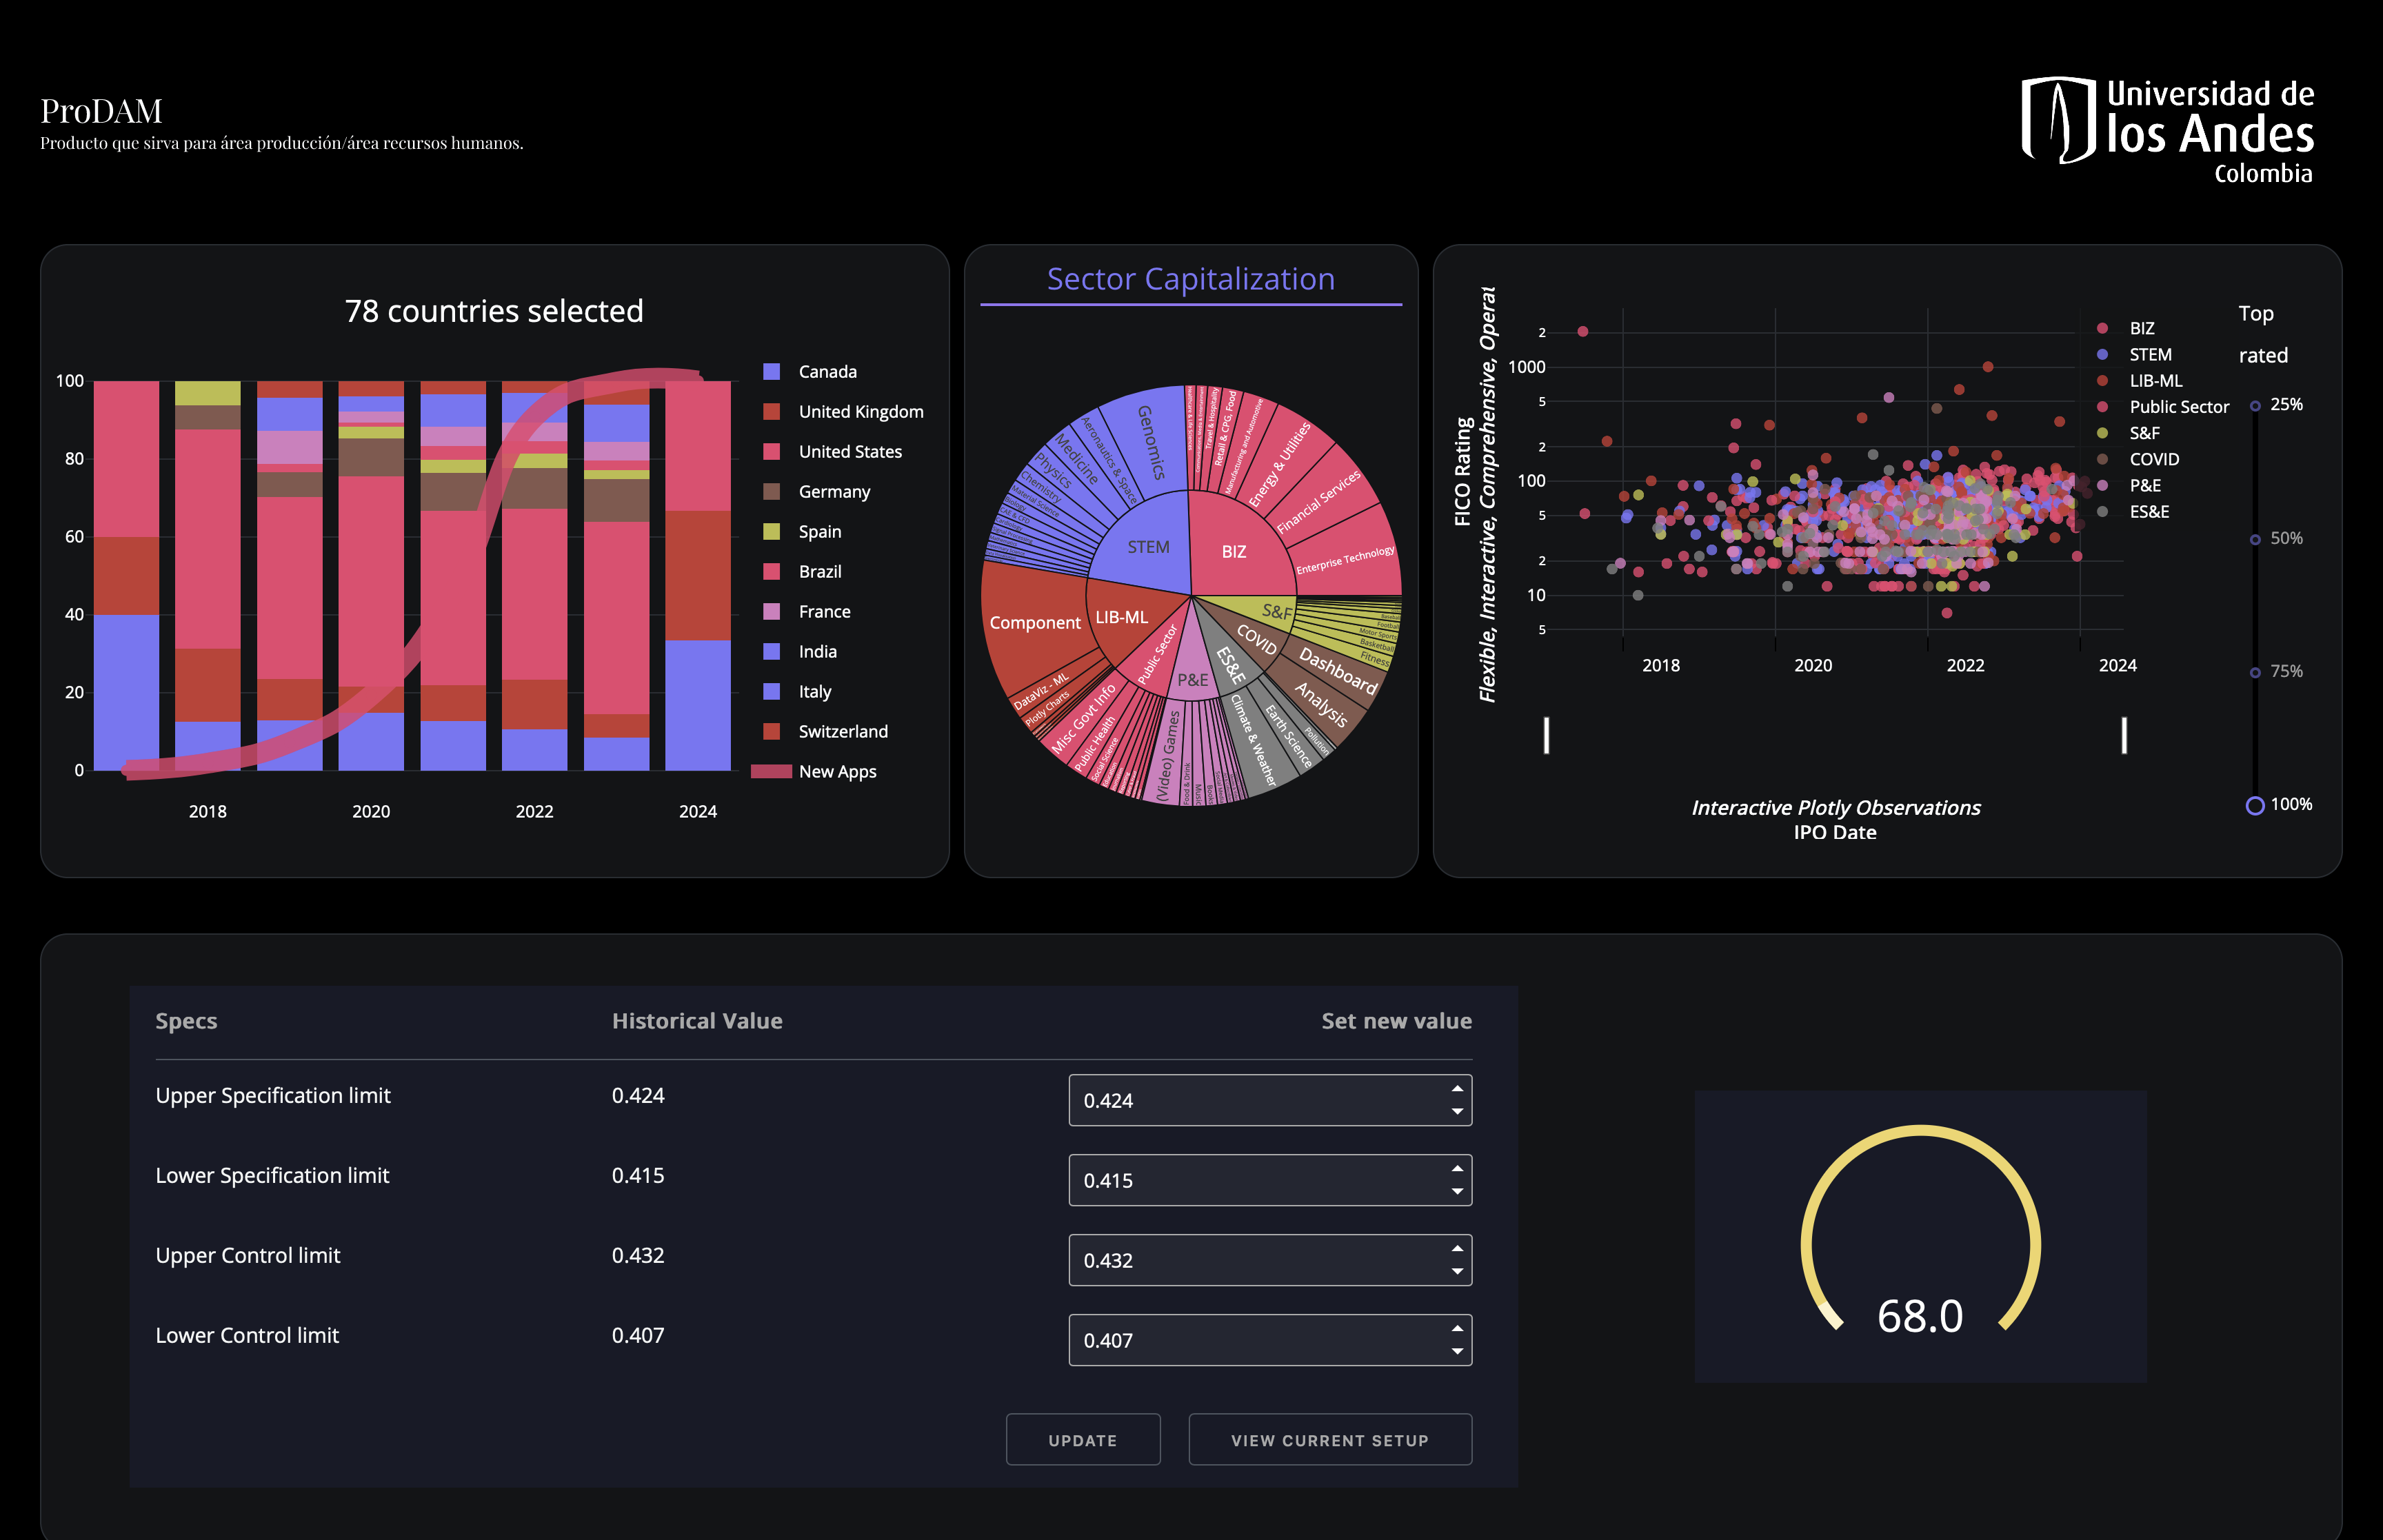 ProDAM
Producto que sirva para área producción/área recursos humanos.
Universidad de
los Andes
Colombia
78 countries selected
100
80
60
40
20
0
2018
2020
2022
2024
Canada
United Kingdom
United States
Germany
Spain
Brazil
France
India
Italy
Switzerland
New Apps
Sector Capitalization
STEM
Genomics
Aeronautics & Space
Medicine
Physics
Chemistry
Material Science
Biology
BIZ
Travel & Hospitality
Retail & CPG, Food
Manufacturing and Automotive
Energy & Utilities
Financial Services
Enterprise Technology
S&F
Football
Motor Sports
Basketball
Fitness
COVID
Dashboard
Analysis
ES&E
Pollution
Earth Science
Climate & Weather
P&E
(Video) Games
Food & Drink
Music
Books
Public Sector
Misc Govt Info
Public Health
Social Science
LIB-ML
Component
DataViz - ML
Plotly Charts
FICO Rating
Flexible, Interactive, Comprehensive, Operat
2
1000
5
2
100
5
2
10
5
2018
2020
2022
2024
Interactive Plotly Observations
IPO Date
BIZ
STEM
LIB-ML
Public Sector
S&F
COVID
P&E
ES&E
Top
rated
25%
50%
75%
100%
Specs Historical Value Set new value
Upper Specification limit 0.424 0.424
Lower Specification limit 0.415 0.415
Upper Control limit 0.432 0.432
Lower Control limit 0.407 0.407
UPDATE VIEW CURRENT SETUP
68.0